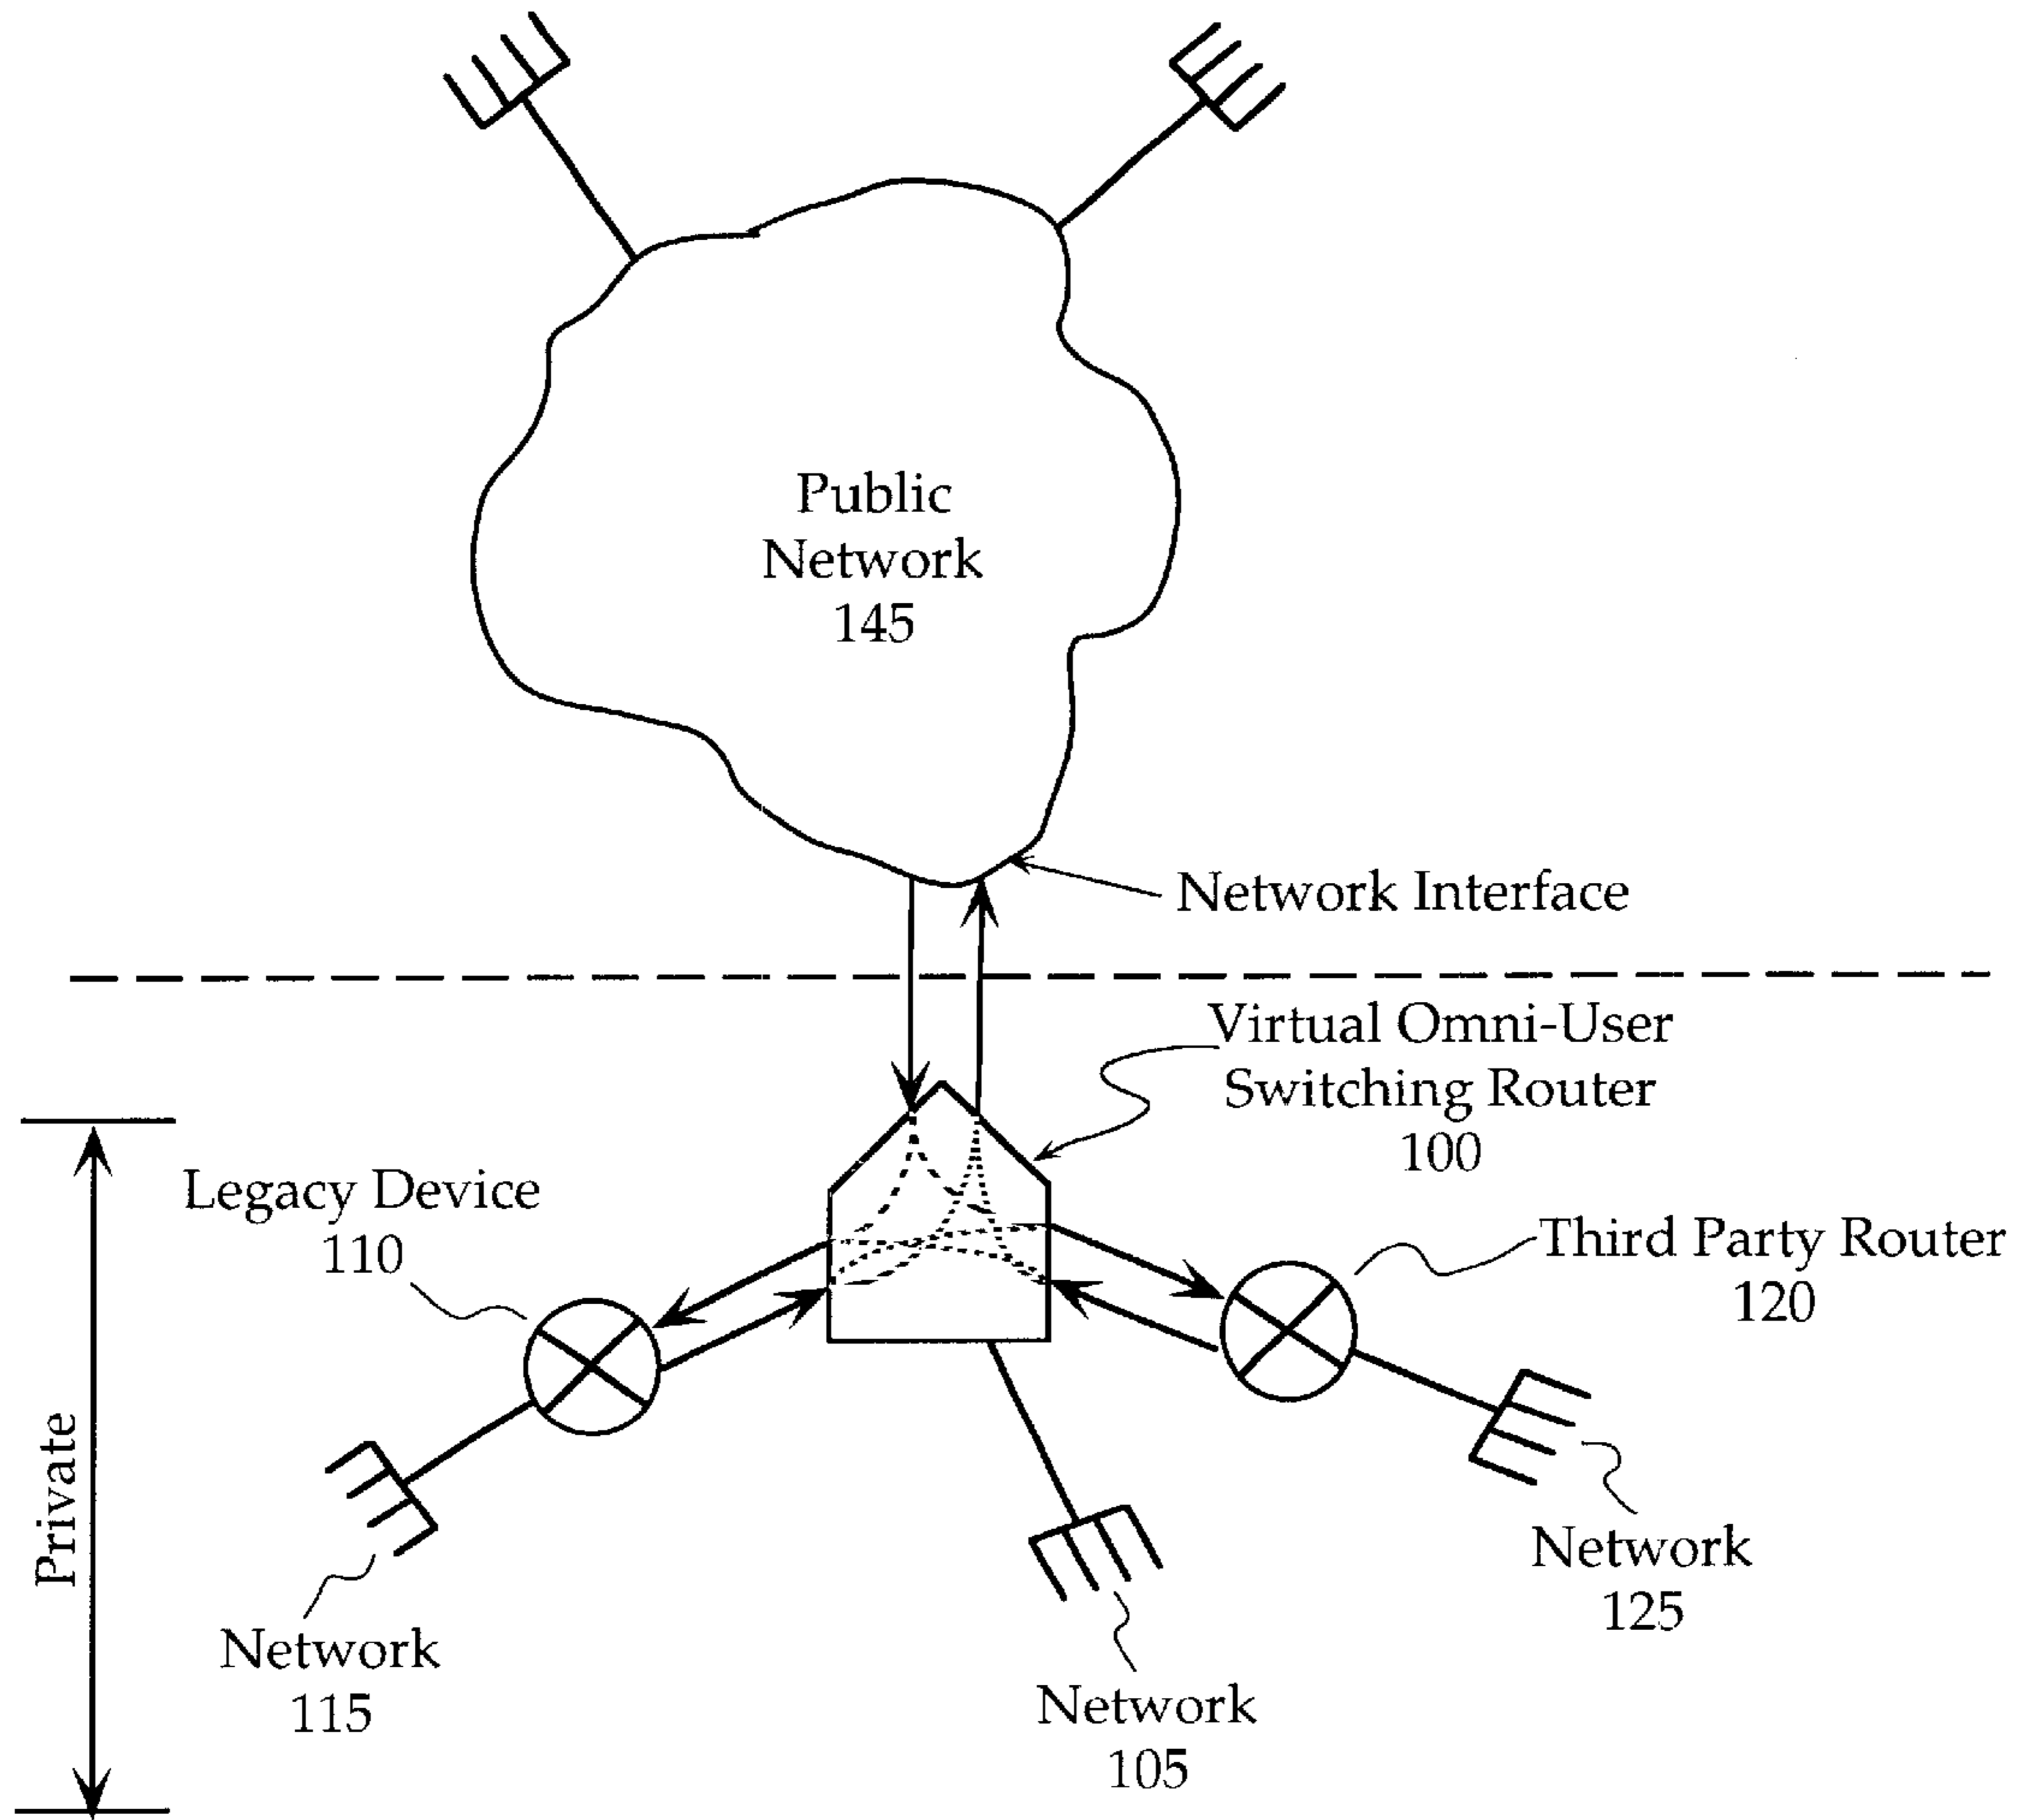 Public
Network
145
Network Interface
Virtual Omni-User
Switching Router
100
Legacy Device
110
Third Party Router
120
Private
Network
125
Network
115
Network
105